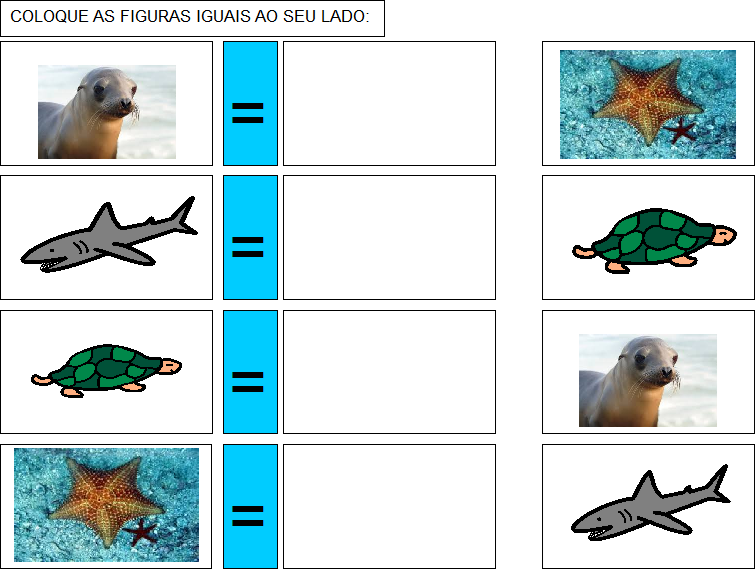 COLOQUE AS FIGURAS IGUAIS AO SEU LADO:
=
=
=
=